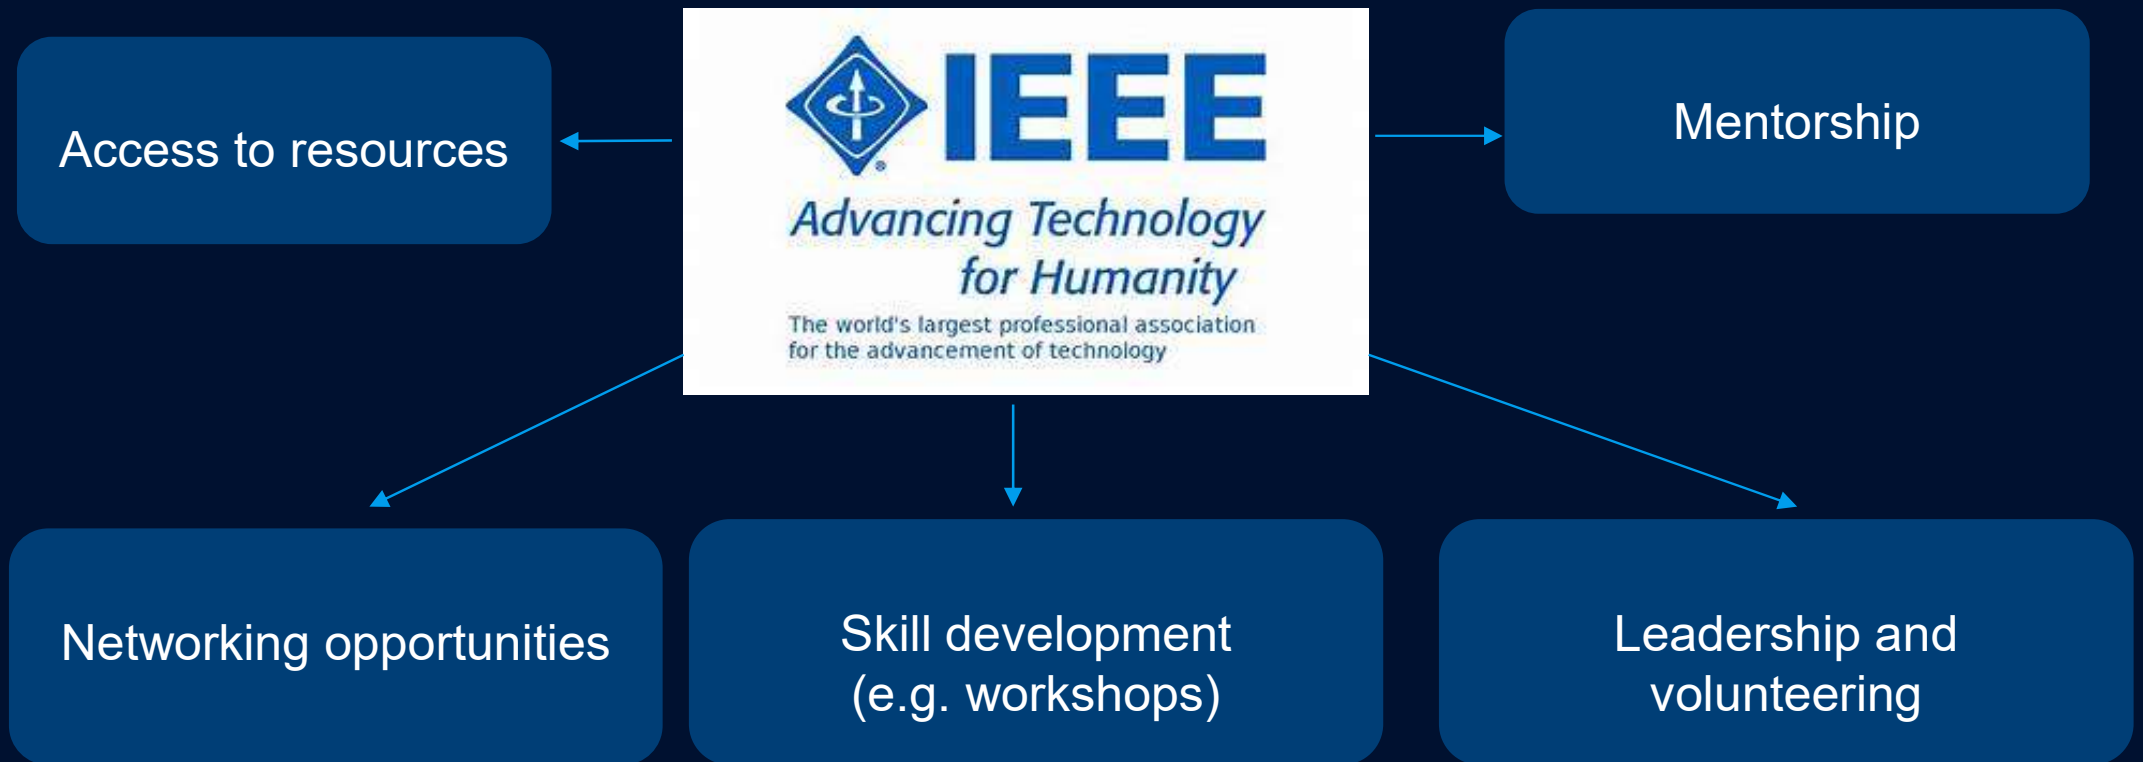 Access to resources
IEEE
®
Advancing Technology
for Humanity
The world's largest professional association
for the advancement of technology
Mentorship
Networking opportunities
Skill development
(e.g. workshops)
Leadership and
volunteering